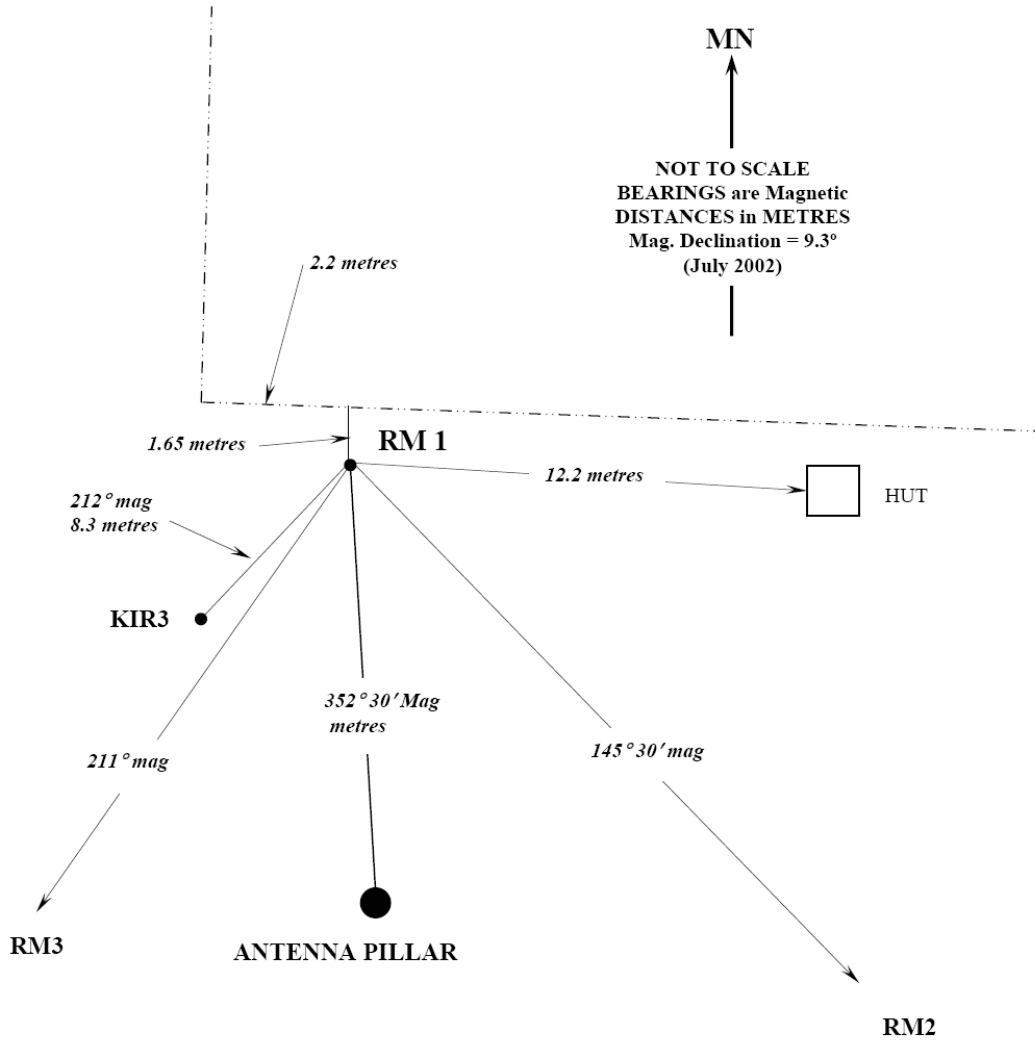 MN
NOT TO SCALE
BEARINGS are Magnetic
DISTANCES in METRES
Mag. Declination = 9.3º
(July 2002)
2.2 metres
1.65 metres
RM 1
12.2 metres
HUT
212° mag
8.3 metres
KIR3
352° 30′ Mag
metres
211° mag
145° 30′ mag
RM3
ANTENNA PILLAR
RM2